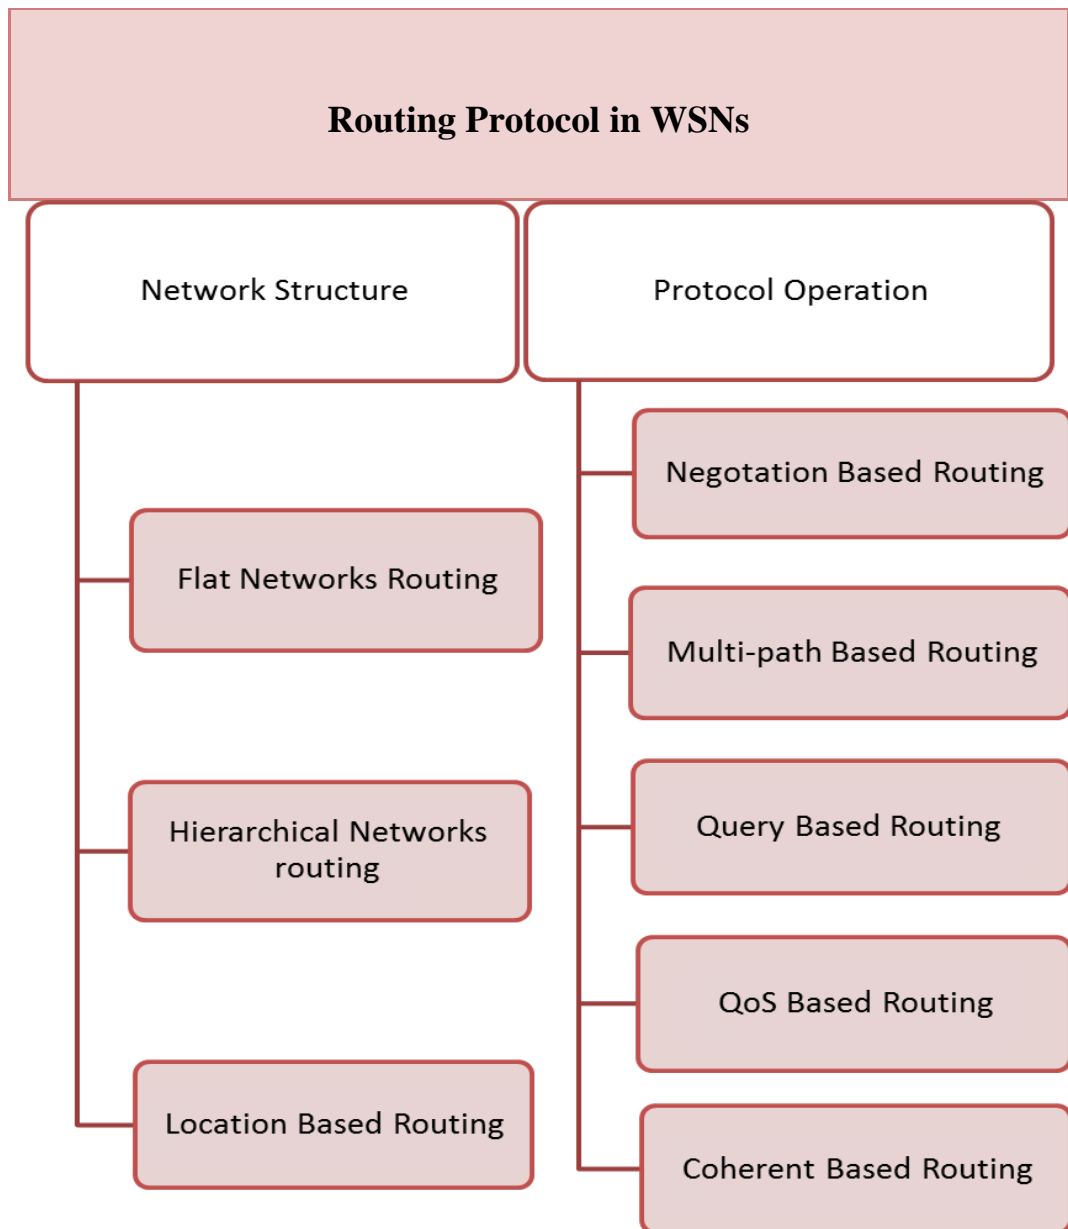 Routing Protocol in WSNs
Network Structure
Flat Networks Routing
Hierarchical Networks
routing
Location Based Routing
Protocol Operation
Negotation Based Routing
Multi-path Based Routing
Query Based Routing
QoS Based Routing
Coherent Based Routing